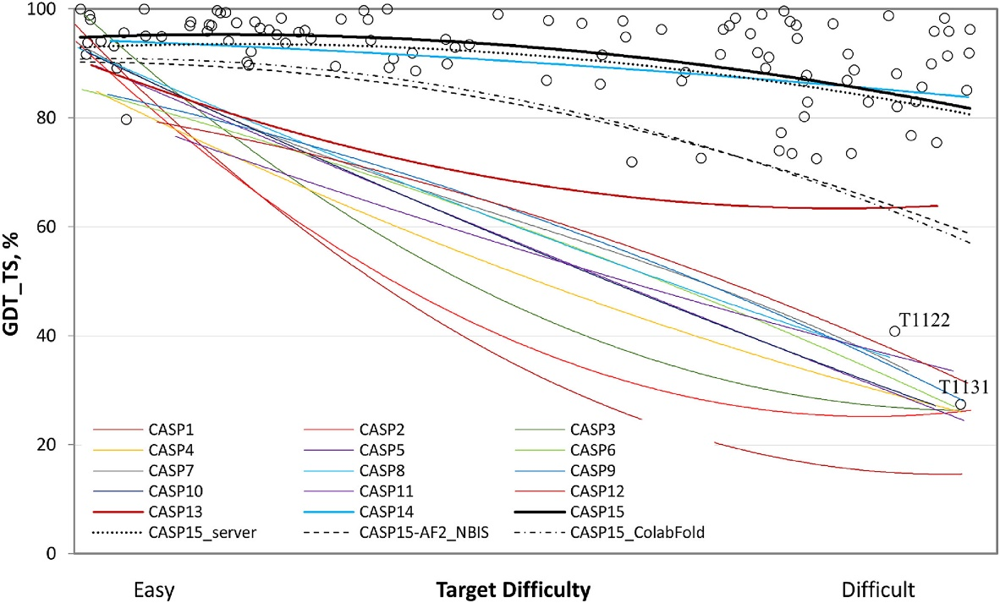 GDT_TS, %
100
80
60
40
20
0
T1122
T1131
CASP1 CASP2 CASP3
CASP4 CASP5 CASP6
CASP7 CASP8 CASP9
CASP10 CASP11 CASP12
CASP13 CASP14 CASP15
CASP15_server CASP15-AF2_NBIS CASP15_ColabFold
Easy Target Difficulty Difficult